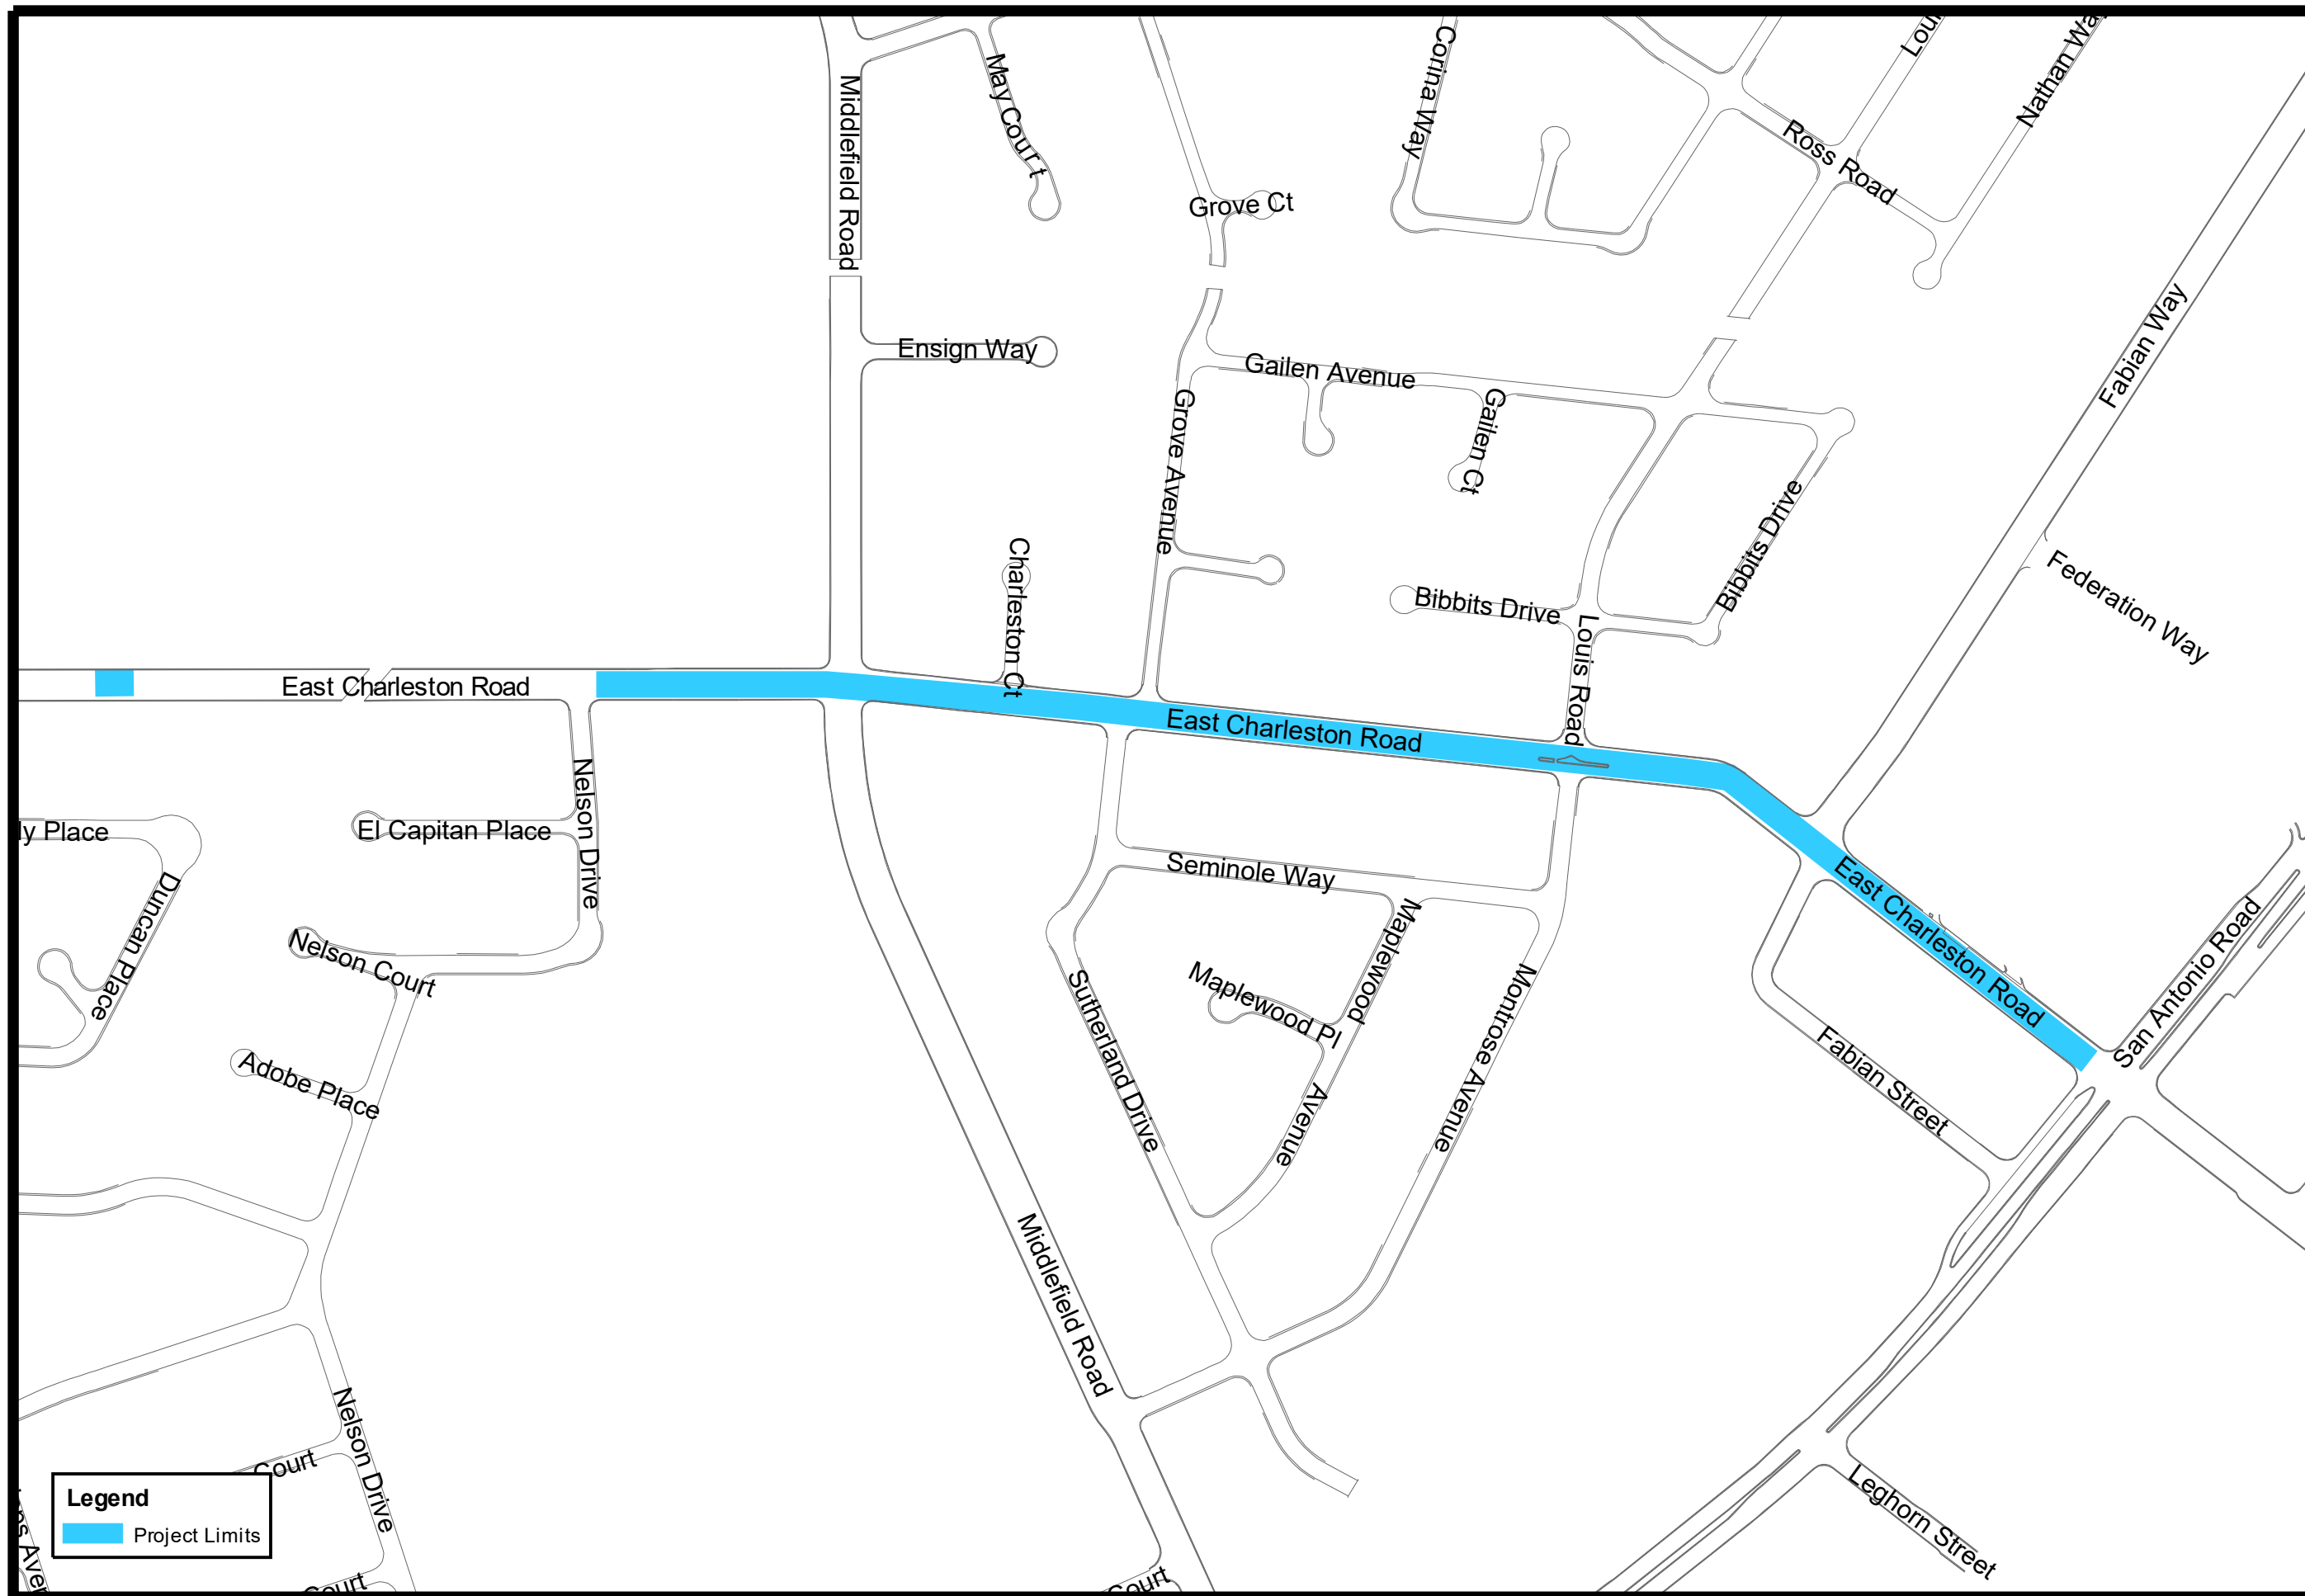 Middlefield Road
May Court
Corina Way
Ross Road
Nathan Way
Grove Ct
Ensign Way
Gailen Avenue
Gailen Ct
Grove Avenue
Fabian Way
Charleston Ct
Bibbits Drive
Bibbits Drive
Louis Road
Federation Way
East Charleston Road
East Charleston Road
East Charleston Road
Nelson Drive
El Capitan Place
ly Place
Duncan Place
Nelson Court
Adobe Place
Seminole Way
Maplewood
Avenue
Maplewood Pl
Sutherland Drive
Montrose Avenue
San Antonio Road
Fabian Street
Middlefield Road
Nelson Drive
Court
Court
Court
Leghorn Street
Legend
Project Limits